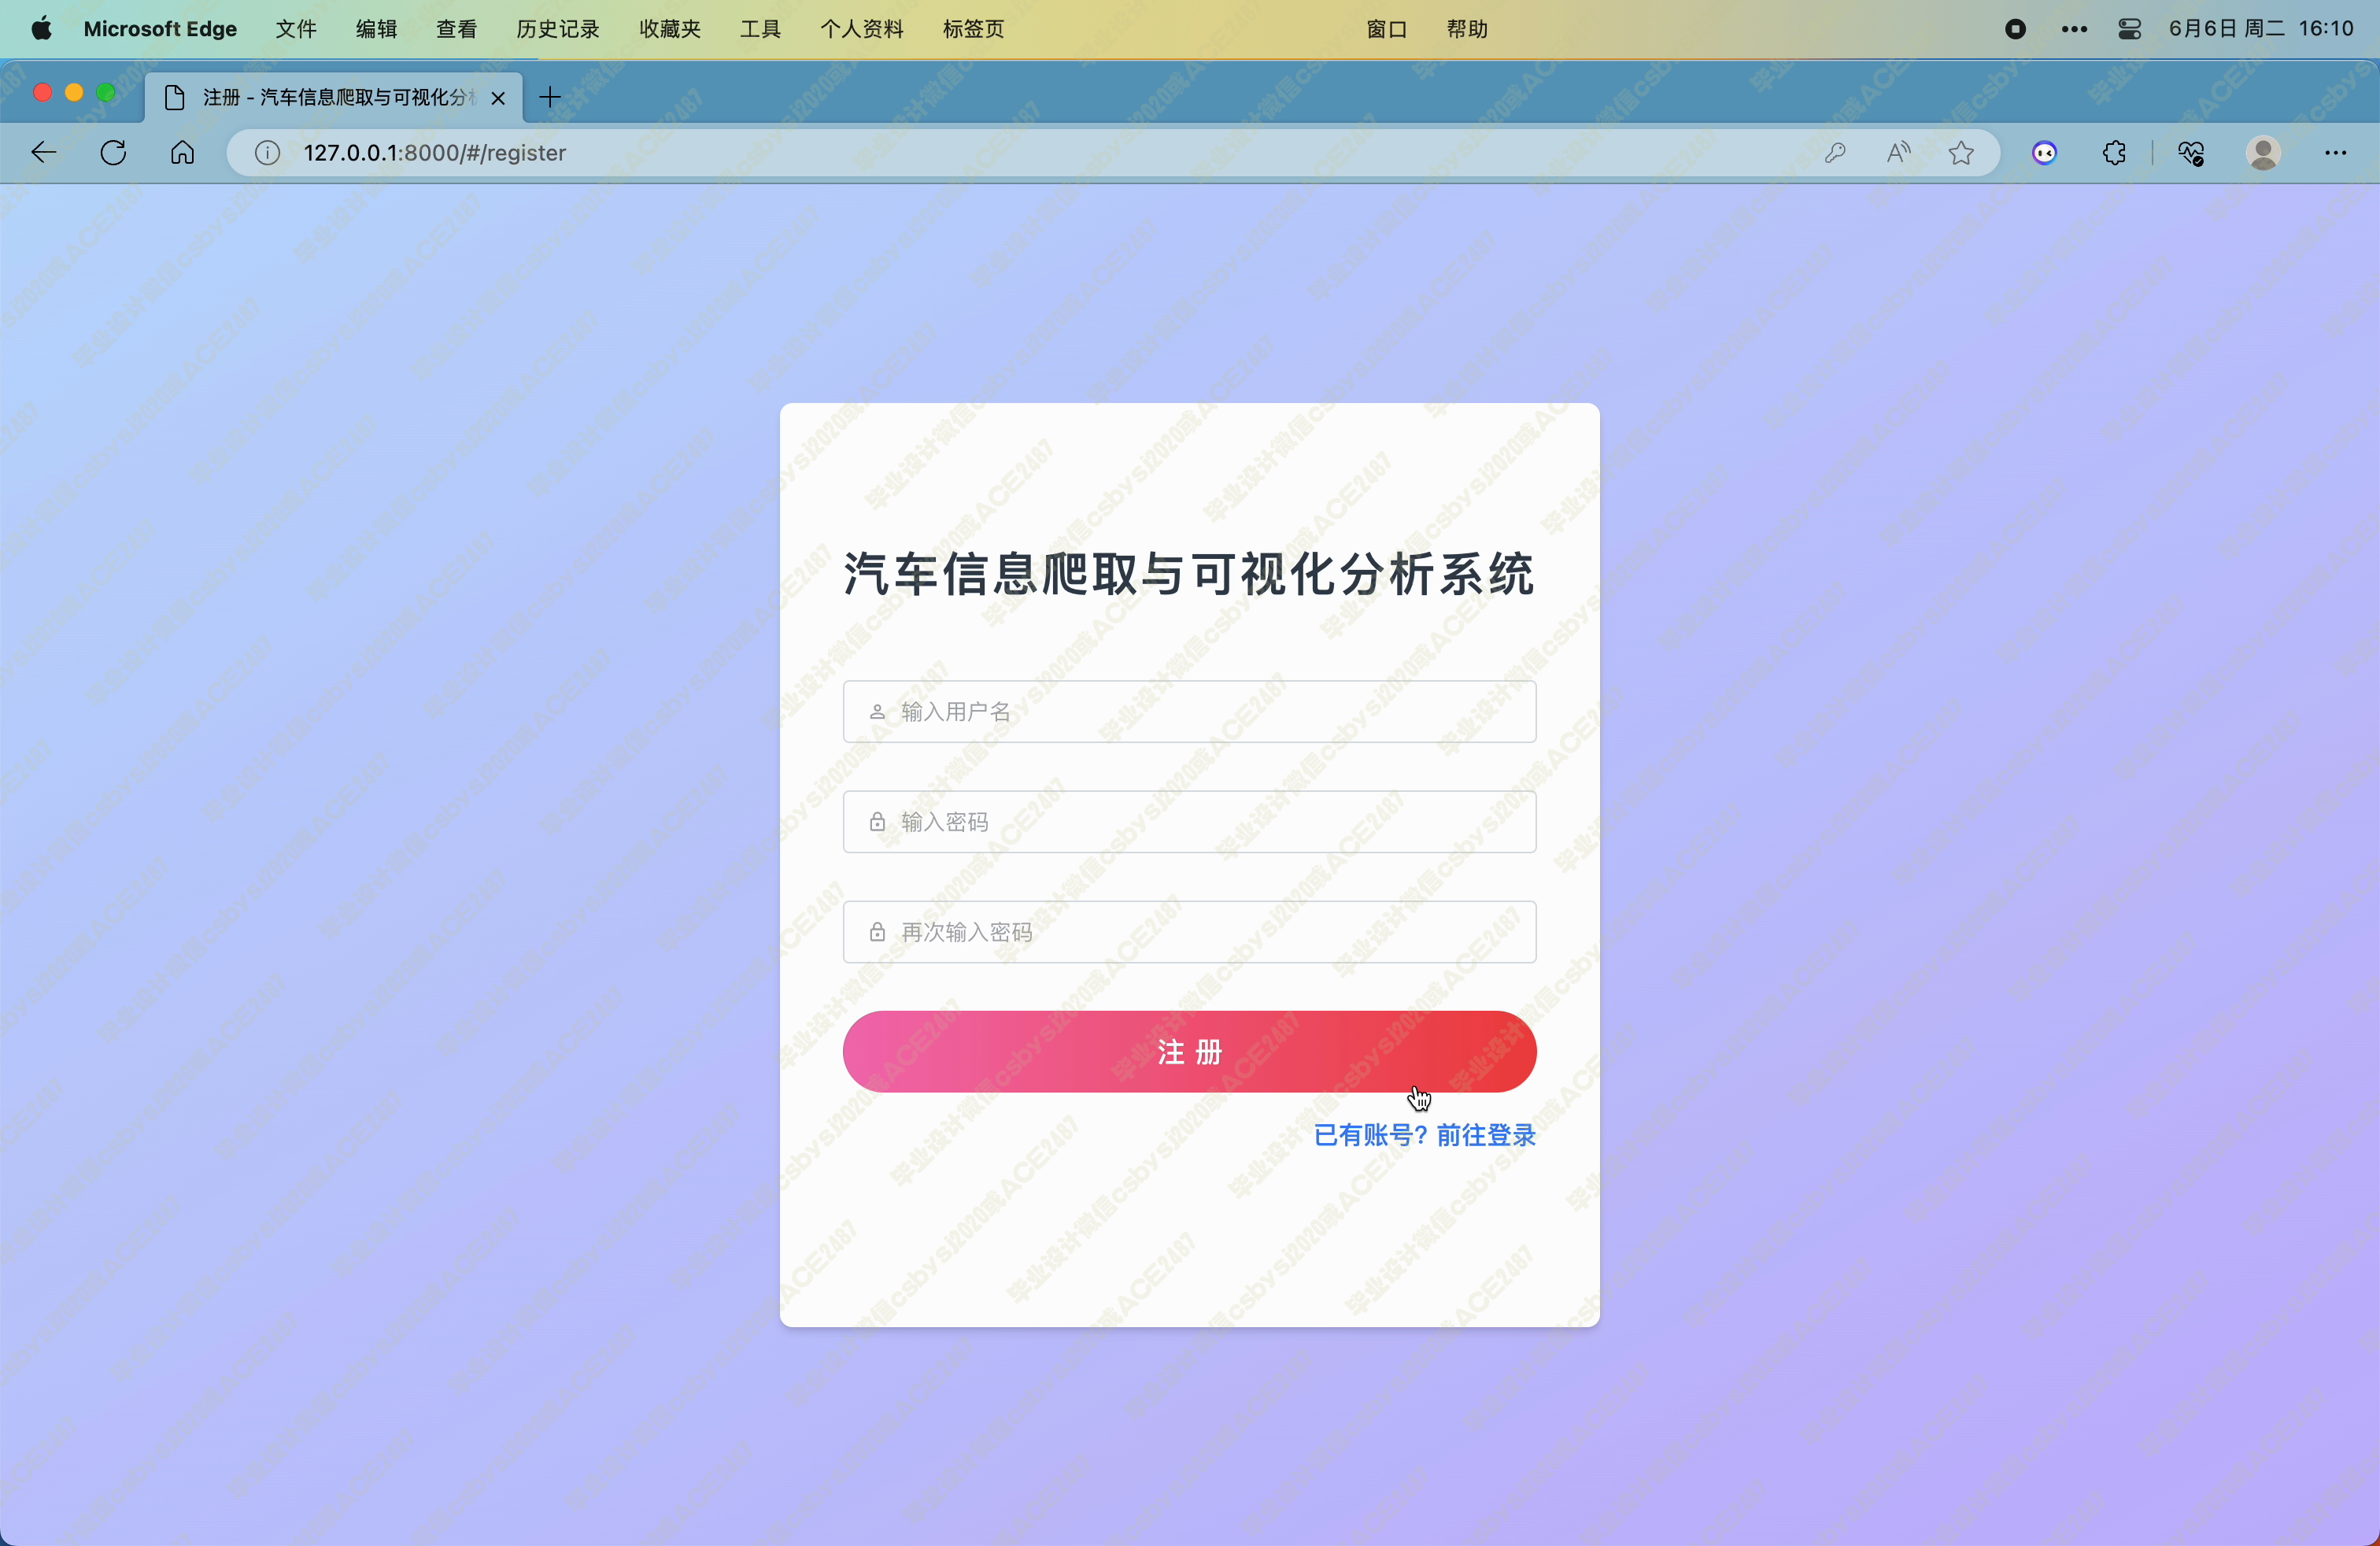 Microsoft Edge 文件 编辑 查看 历史记录 收藏夹 工具 个人资料 标签页 窗口 帮助 6月6日 周二 16:10
注册 - 汽车信息爬取与可视化分析
127.0.0.1:8000/#/register
汽车信息爬取与可视化分析系统
输入用户名
输入密码
再次输入密码
注 册
已有账号? 前往登录
毕业设计微信csbysj2020或ACE2487